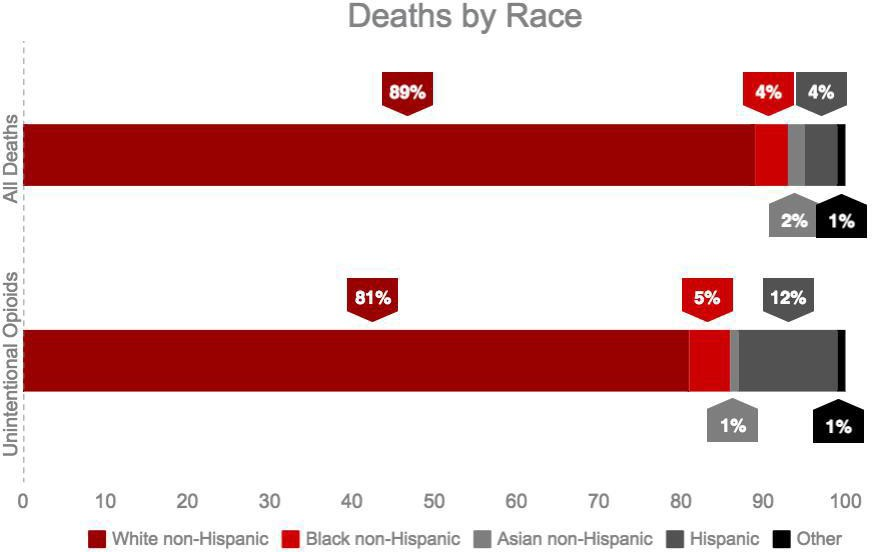 Deaths by Race
All Deaths
89%
4%
4%
2%
1%
Unintentional Opioids
81%
5%
12%
1%
1%
0 10 20 30 40 50 60 70 80 90 100
White non-Hispanic Black non-Hispanic Asian non-Hispanic Hispanic Other